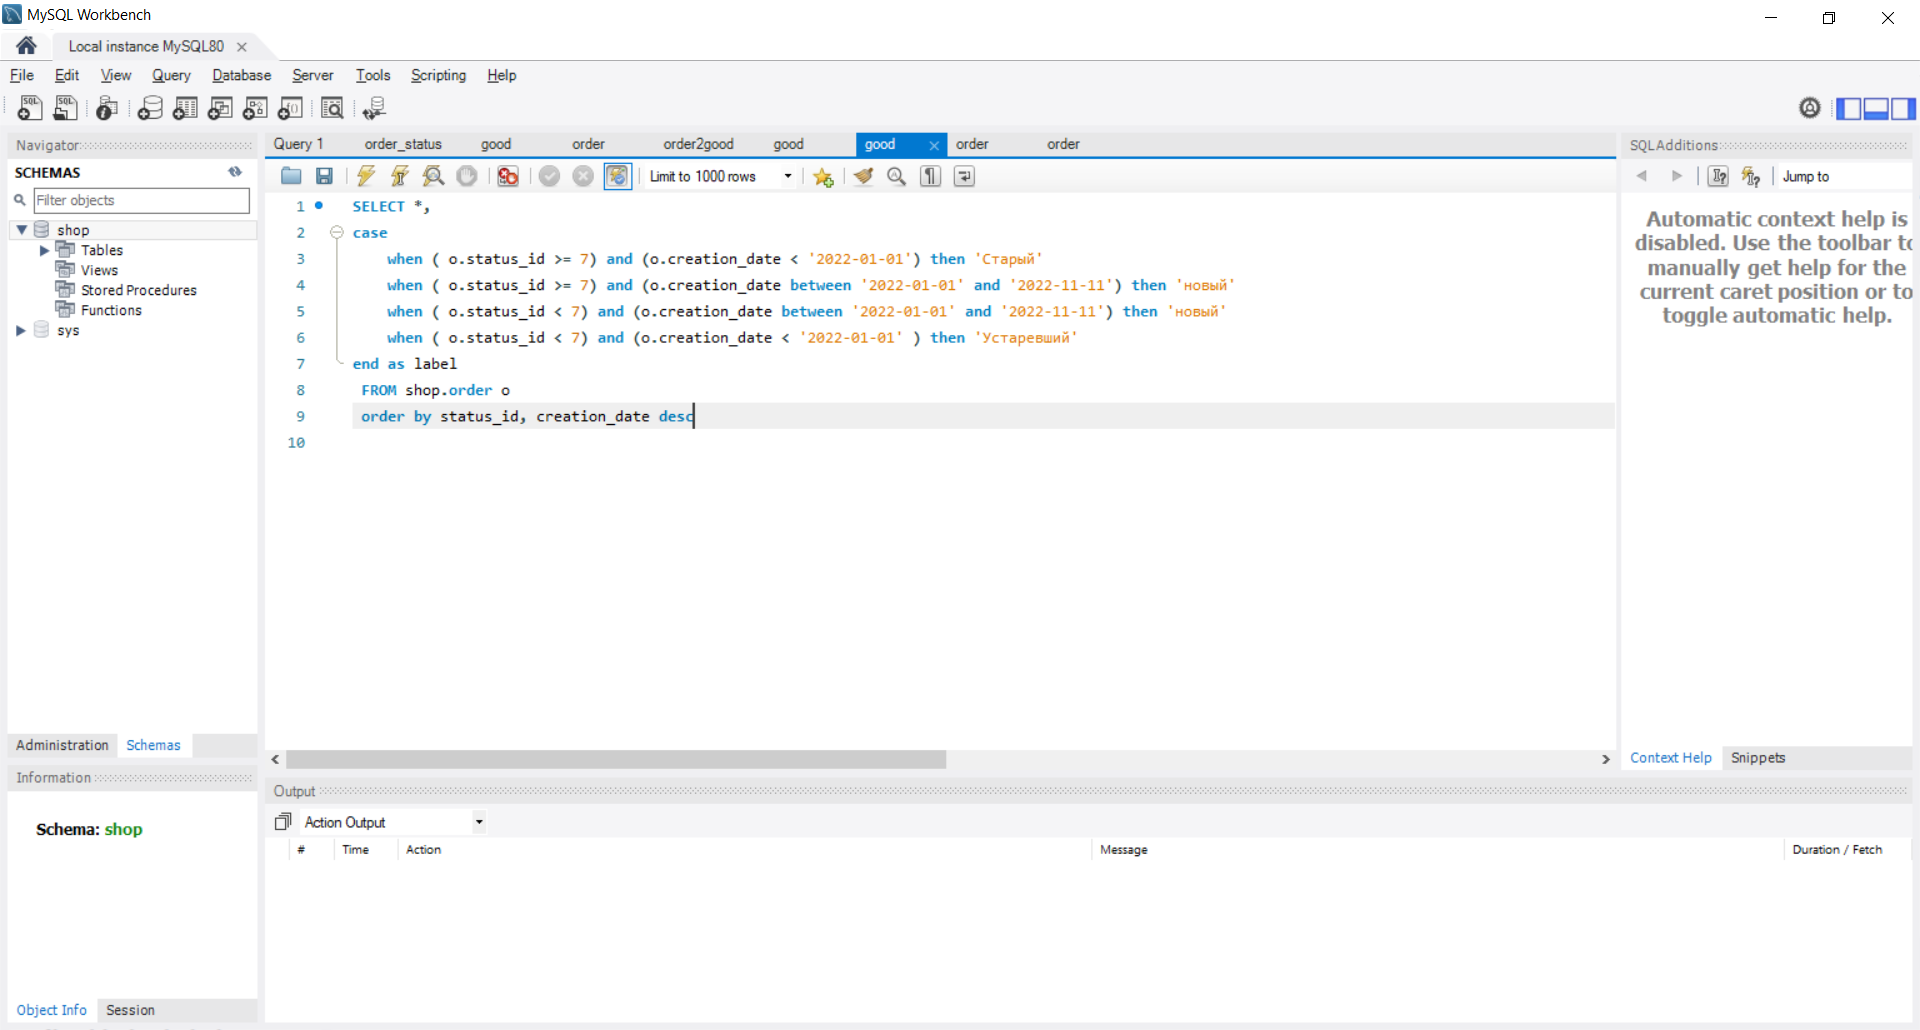 MySQL Workbench
Local instance MySQL80
File Edit View Query Database Server Tools Scripting Help
Navigator
SCHEMAS
Filter objects
shop
Tables
Views
Stored Procedures
Functions
sys
Administration Schemas
Information
Schema: shop
Object Info Session
Query 1 order_status good order order2good good good order order
Limit to 1000 rows
1 SELECT *,
2 case
3 when ( o.status_id >= 7) and (o.creation_date < '2022-01-01') then 'Старый'
4 when ( o.status_id >= 7) and (o.creation_date between '2022-01-01' and '2022-11-11') then 'новый'
5 when ( o.status_id < 7) and (o.creation_date between '2022-01-01' and '2022-11-11') then 'новый'
6 when ( o.status_id < 7) and (o.creation_date < '2022-01-01' ) then 'Устаревший'
7 end as label
8 FROM shop.order o
9 order by status_id, creation_date desc
10
Output
Action Output
# Time Action Message Duration / Fetch
SQLAdditions
Jump to
Automatic context help is
disabled. Use the toolbar to
manually get help for the
current caret position or to
toggle automatic help.
Context Help Snippets